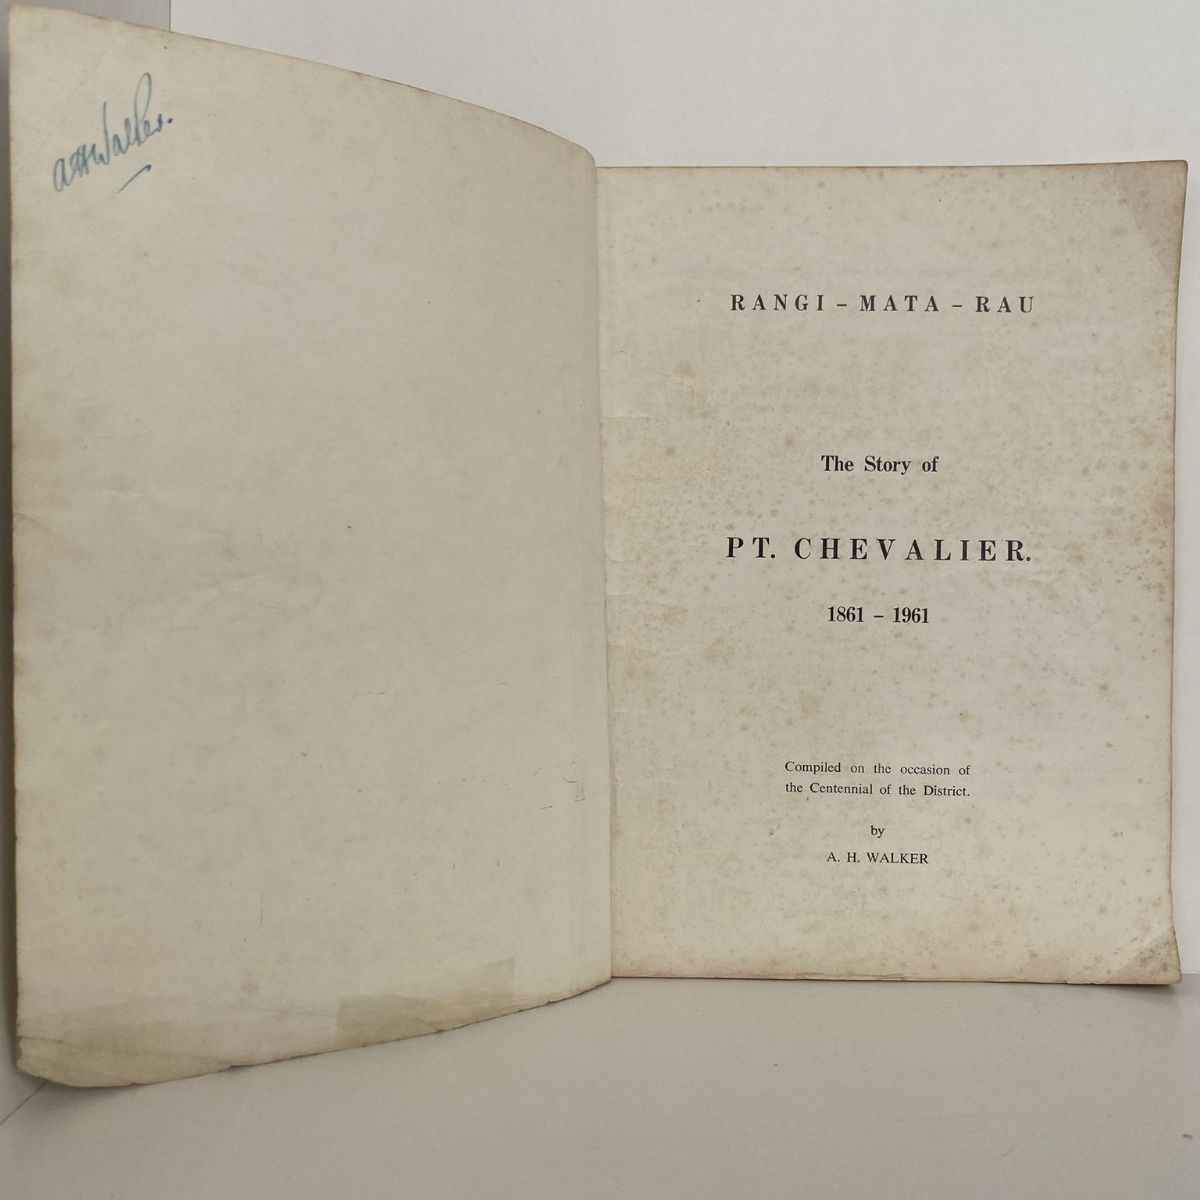 AHWalker.
RANGI – MATA – RAU
The Story of
PT. CHEVALIER.
1861 – 1961
Compiled on the occasion of
the Centennial of the District.
by
A. H. WALKER